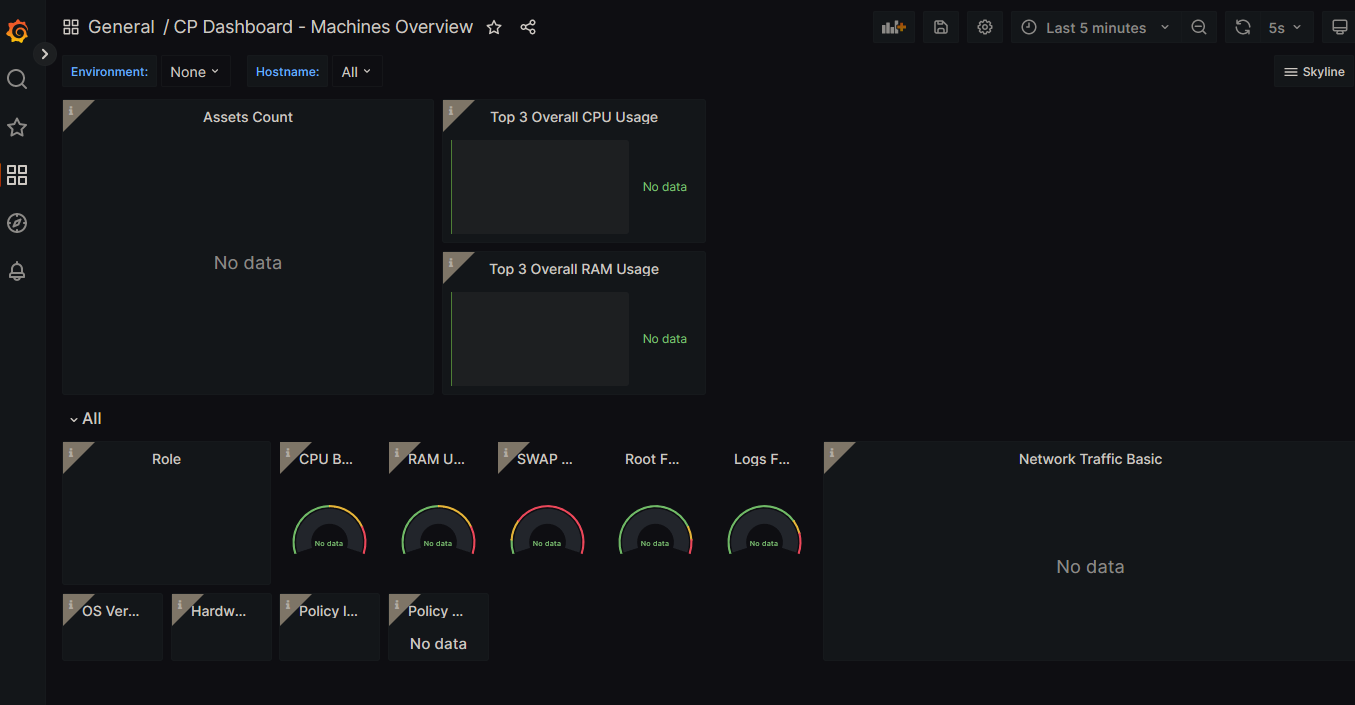 General / CP Dashboard - Machines Overview
Last 5 minutes
5s
Environment: None
Hostname: All
Skyline
Assets Count
No data
Top 3 Overall CPU Usage
No data
Top 3 Overall RAM Usage
No data
All
Role
CPU B...
No data
RAM U...
No data
SWAP ...
No data
Root F...
No data
Logs F...
No data
Network Traffic Basic
No data
OS Ver...
Hardw...
Policy I...
Policy ...
No data